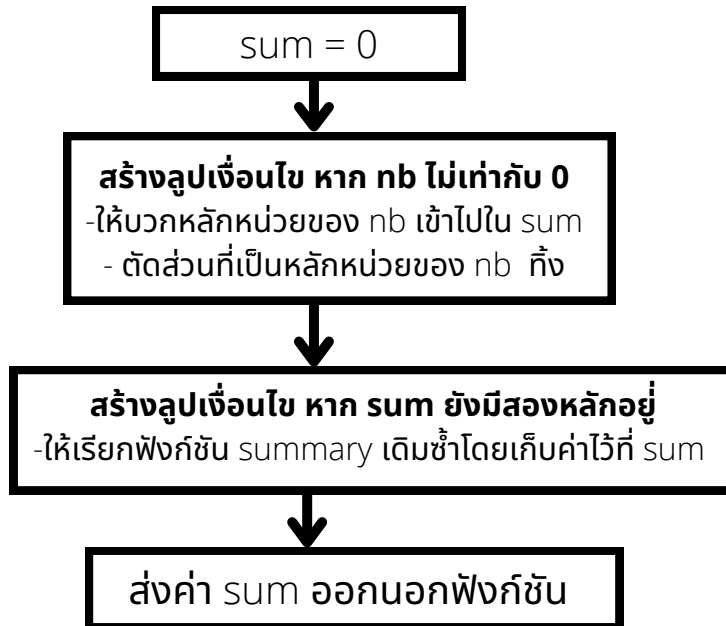 sum = 0
สร้างลูปเงื่อนไข หาก nb ไม่เท่ากับ 0
-ให้บวกหลักหน่วยของ nb เข้าไปใน sum
- ตัดส่วนที่เป็นหลักหน่วยของ nb ทิ้ง
สร้างลูปเงื่อนไข หาก sum ยังมีสองหลักอยู่
-ให้เรียกฟังก์ชัน summary เดิมซ้ำโดยเก็บค่าไว้ที่ sum
ส่งค่า sum ออกนอกฟังก์ชัน